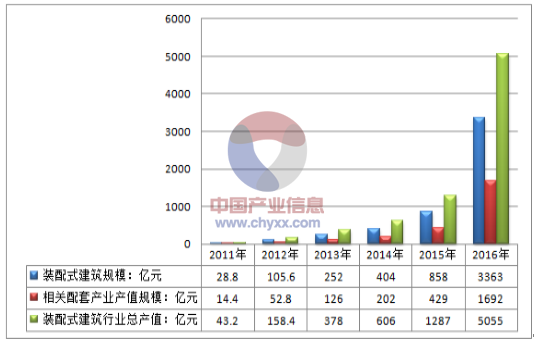 6000
5000
4000
3000
2000
1000
0
中国产业信息
www.chyxx.com
2011年 2012年 2013年 2014年 2015年 2016年
装配式建筑规模：亿元 28.8 105.6 252 404 858 3363
相关配套产业产值规模：亿元 14.4 52.8 126 202 429 1692
装配式建筑行业总产值：亿元 43.2 158.4 378 606 1287 5055